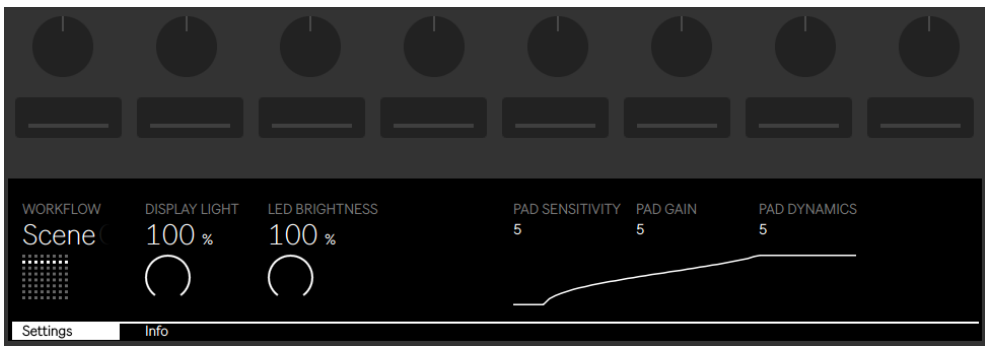 WORKFLOW DISPLAY LIGHT LED BRIGHTNESS PAD SENSITIVITY PAD GAIN PAD DYNAMICS
Scene 100 % 100 % 5 5 5
Settings Info